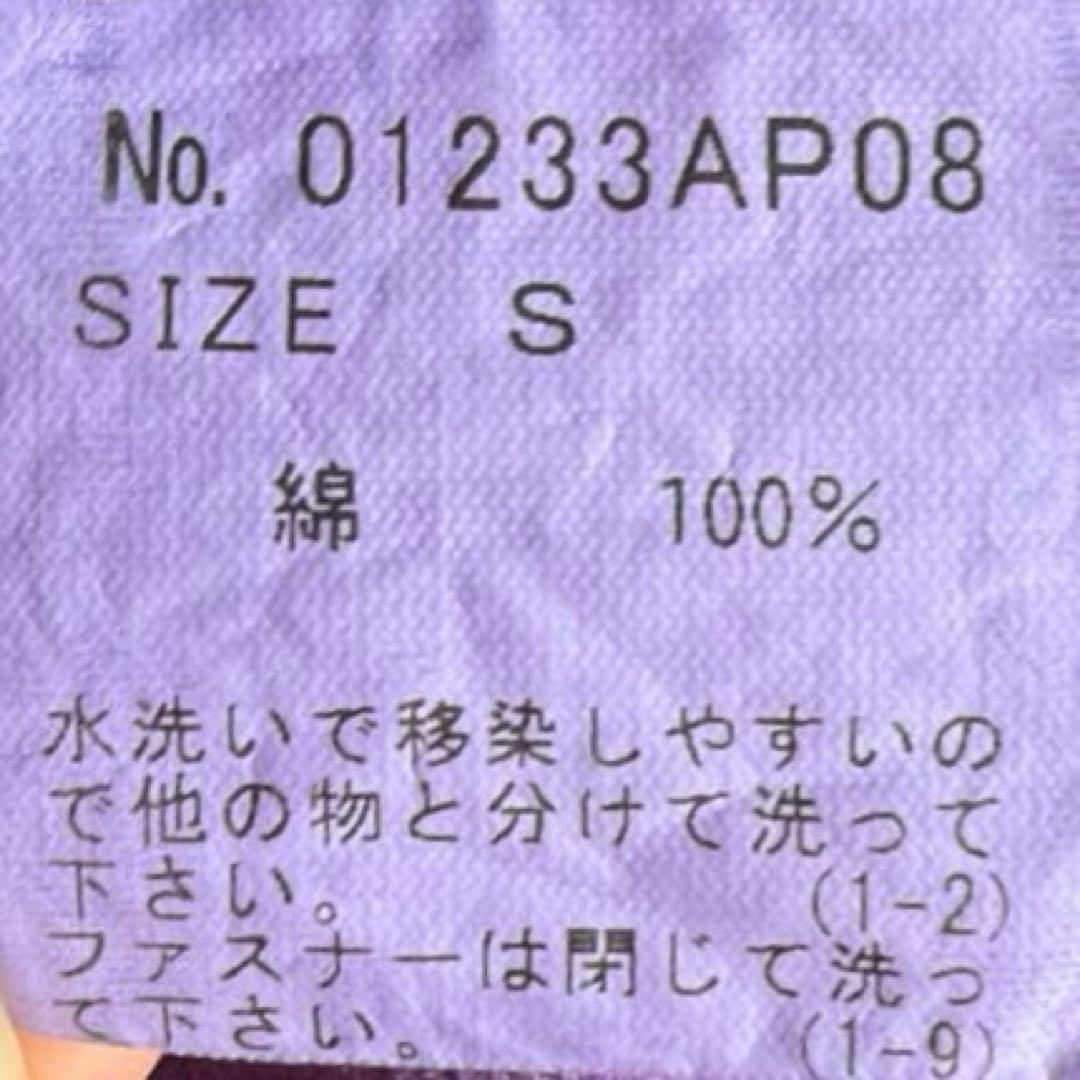 No. 01233AP08
SIZE S
綿 100%
水洗いで移染しやすいの
で他の物と分けて洗って
下さい。 (1-2)
ファスナーは閉じて洗っ
て下さい。 (1-9)